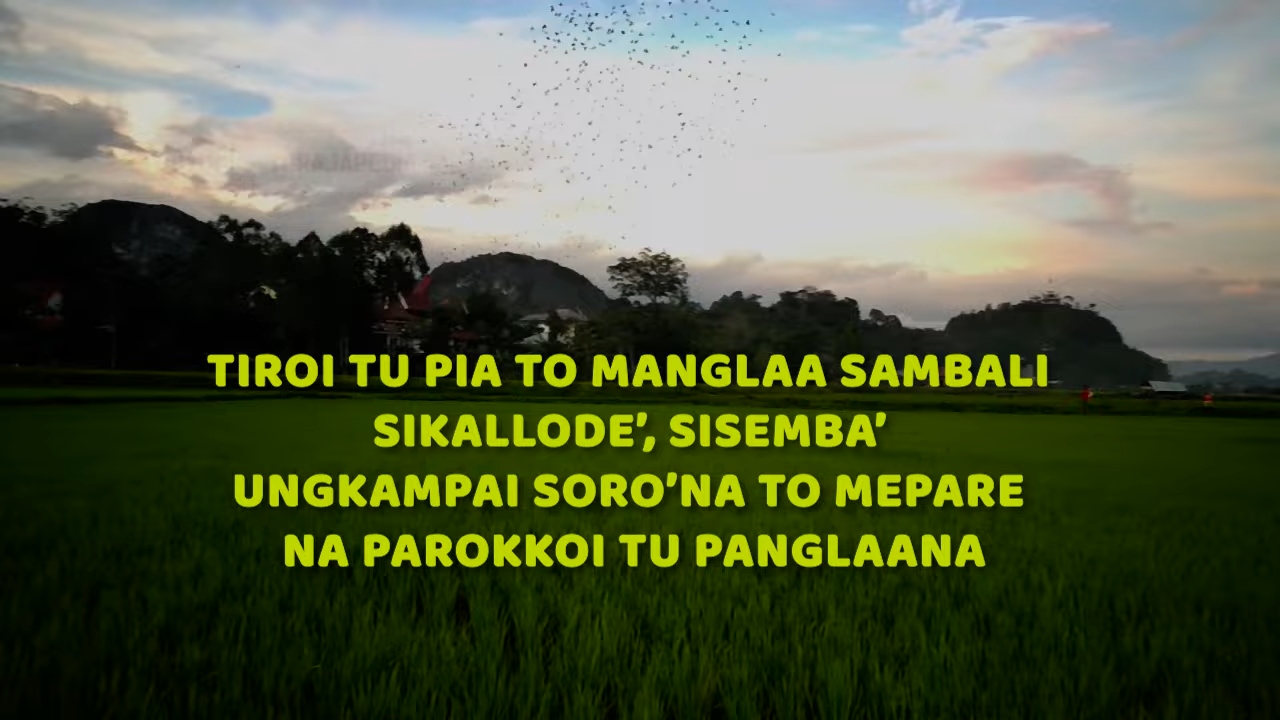 TIROI TU PIA TO MANGLAA SAMBALI
SIKALLODE’, SISEMBA’
UNGKAMPAI SORO’NA TO MEPARE
NA PAROKKOI TU PANGLAANA